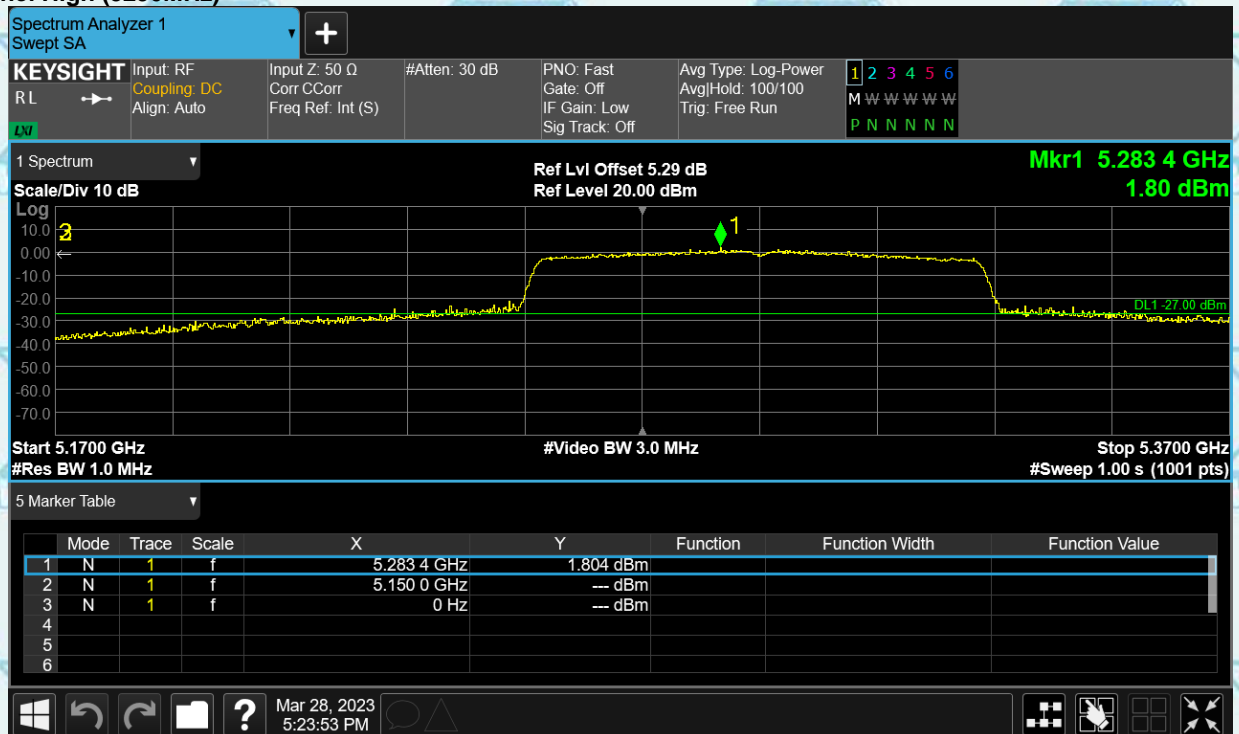 Spectrum Analyzer 1
Swept SA
KEYSIGHT Input: RF Input Z: 50 Ω #Atten: 30 dB PNO: Fast Avg Type: Log-Power 1 2 3 4 5 6
RL Coupling: DC Corr CCorr Gate: Off Avg|Hold: 100/100 M W W W W W
Align: Auto Freq Ref: Int (S) IF Gain: Low Trig: Free Run
LXI Sig Track: Off P N N N N N
1 Spectrum Ref Lvl Offset 5.29 dB Mkr1 5.283 4 GHz
Scale/Div 10 dB Ref Level 20.00 dBm 1.80 dBm
Log
10.0
0.00
-10.0
-20.0
-30.0
-40.0
-50.0
-60.0
-70.0
1
DL1 -27.00 dBm
Start 5.1700 GHz #Video BW 3.0 MHz Stop 5.3700 GHz
#Res BW 1.0 MHz #Sweep 1.00 s (1001 pts)
5 Marker Table
Mode Trace Scale X Y Function Function Width Function Value
1 N 1 f 5.283 4 GHz 1.804 dBm
2 N 1 f 5.150 0 GHz --- dBm
3 N 1 f 0 Hz --- dBm
4
5
6
? Mar 28, 2023
5:23:53 PM